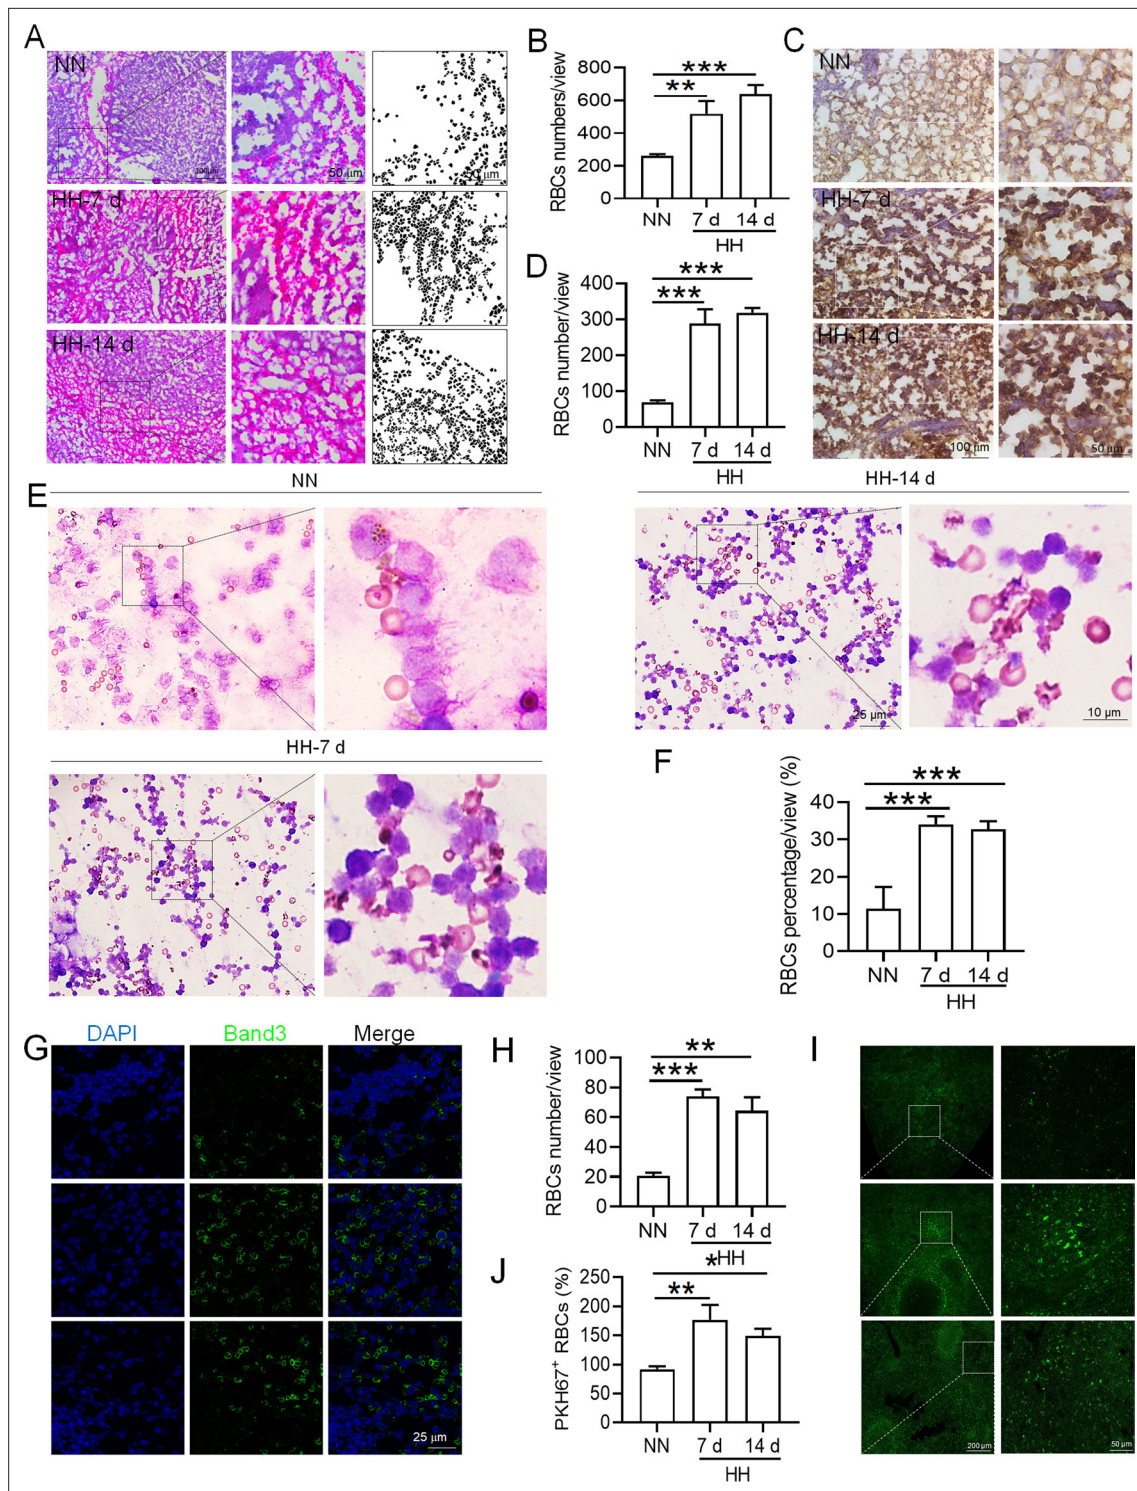 A
NN
100 μm
50 μm
50 μm
HH-7 d
HH-14 d
B
RBCs numbers/view
800
600
400
200
0
***
**
NN
7 d
14 d
HH
C
NN
HH-7 d
HH-14 d
100 μm
50 μm
D
RBCs number/view
400
300
200
100
0
***
***
NN
7 d
14 d
HH
E
NN
HH-14 d
25 μm
10 μm
HH-7 d
F
RBCs percentage/view (%)
40
30
20
10
0
***
***
NN
7 d
14 d
HH
G
DAPI
Band3
Merge
25 μm
H
RBCs number/view
100
80
60
40
20
0
**
***
NN
7 d
14 d
HH
I
200 μm
50 μm
J
PKH67⁺ RBCs (%)
250
200
150
100
50
0
*
**
NN
7 d
14 d
HH